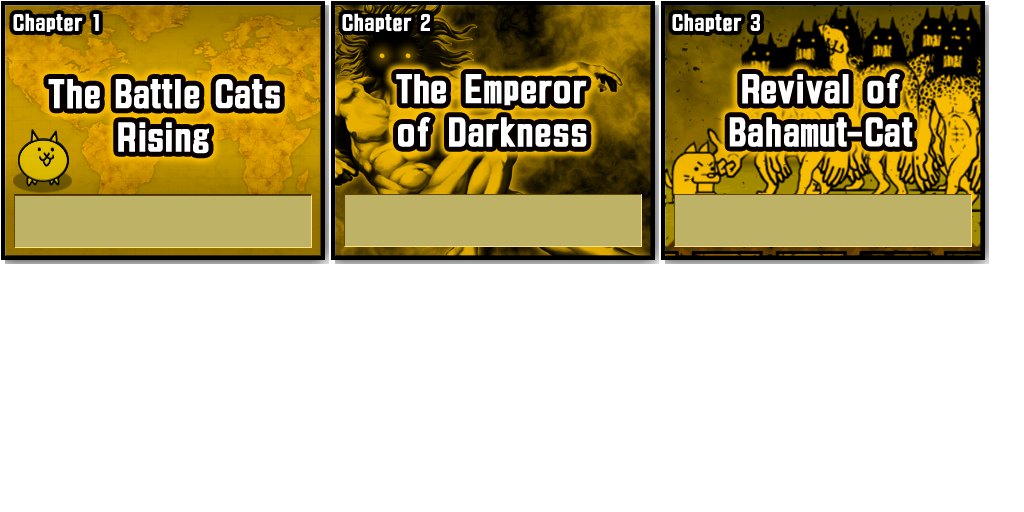 Chapter 1
The Battle Cats
Rising
Chapter 2
The Emperor
of Darkness
Chapter 3
Revival of
Bahamut-Cat